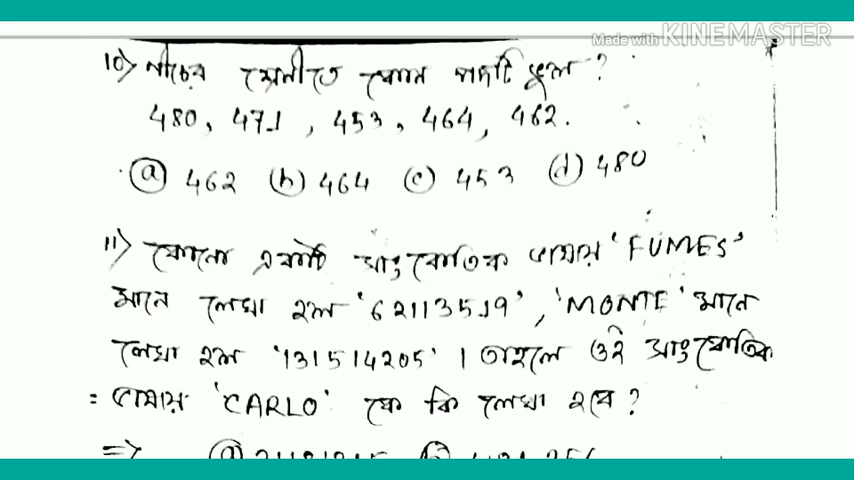 Made with KINEMASTER
10> নীচের শ্রেনীতে কোন পদটি ভুল ?
480, 471, 453, 464, 462.
(a) 462 (b) 464 (c) 453 (d) 480
11> কোনো একটি সাংকেতিক ভাষায় 'FUMES'
মানে লেখা হল '62113519', 'MONTE' মানে
লেখা হল '131514205' । তাহলে ওই সাংকেতিক
ভাষায় 'CARLO' কে কি লেখা হবে ?